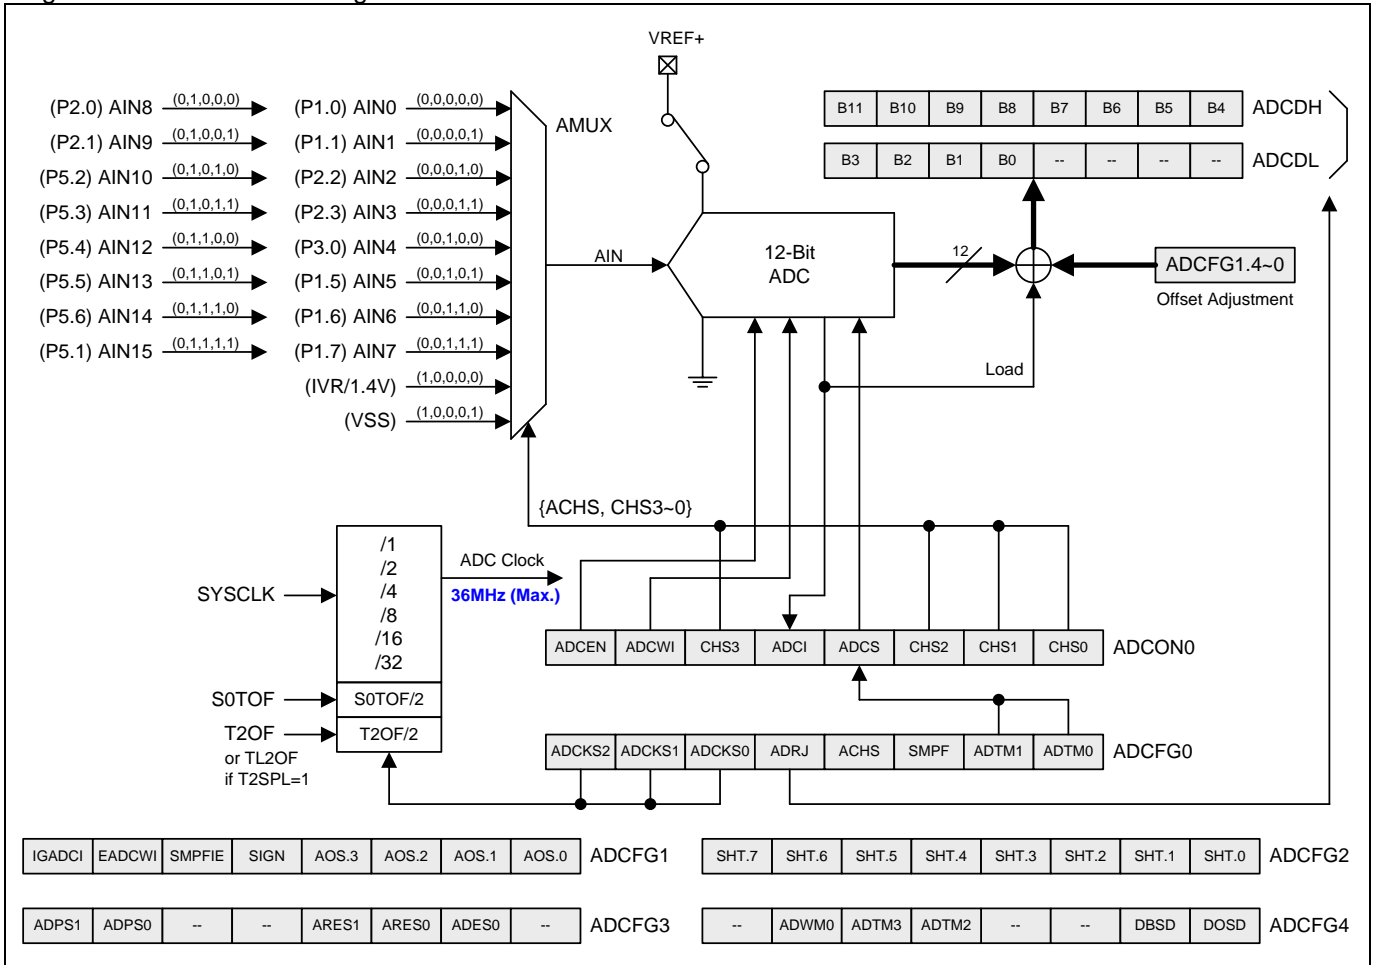 VREF+
(P2.0) AIN8 (0,1,0,0,0) (P1.0) AIN0 (0,0,0,0,0)
B11 B10 B9 B8 B7 B6 B5 B4 ADCDH
AMUX
(P2.1) AIN9 (0,1,0,0,1) (P1.1) AIN1 (0,0,0,0,1)
B3 B2 B1 B0 -- -- -- -- ADCDL
(P5.2) AIN10 (0,1,0,1,0) (P2.2) AIN2 (0,0,0,1,0)
(P5.3) AIN11 (0,1,0,1,1) (P2.3) AIN3 (0,0,0,1,1)
(P5.4) AIN12 (0,1,1,0,0) (P3.0) AIN4 (0,0,1,0,0)
AIN
12-Bit
ADC
12
ADCFG1.4~0
Offset Adjustment
(P5.5) AIN13 (0,1,1,0,1) (P1.5) AIN5 (0,0,1,0,1)
(P5.6) AIN14 (0,1,1,1,0) (P1.6) AIN6 (0,0,1,1,0)
(P5.1) AIN15 (0,1,1,1,1) (P1.7) AIN7 (0,0,1,1,1)
Load
(IVR/1.4V) (1,0,0,0,0)
(VSS) (1,0,0,0,1)
{ACHS, CHS3~0}
/1
/2
/4
/8
/16
/32
ADC Clock
36MHz (Max.)
SYSCLK
ADCEN ADCWI CHS3 ADCI ADCS CHS2 CHS1 CHS0 ADCON0
S0TOF S0TOF/2
T2OF T2OF/2
or TL2OF
if T2SPL=1
ADCKS2 ADCKS1 ADCKS0 ADRJ ACHS SMPF ADTM1 ADTM0 ADCFG0
IGADCI EADCWI SMPFIE SIGN AOS.3 AOS.2 AOS.1 AOS.0 ADCFG1
SHT.7 SHT.6 SHT.5 SHT.4 SHT.3 SHT.2 SHT.1 SHT.0 ADCFG2
ADPS1 ADPS0 -- -- ARES1 ARES0 ADES0 -- ADCFG3
-- ADWM0 ADTM3 ADTM2 -- -- DBSD DOSD ADCFG4